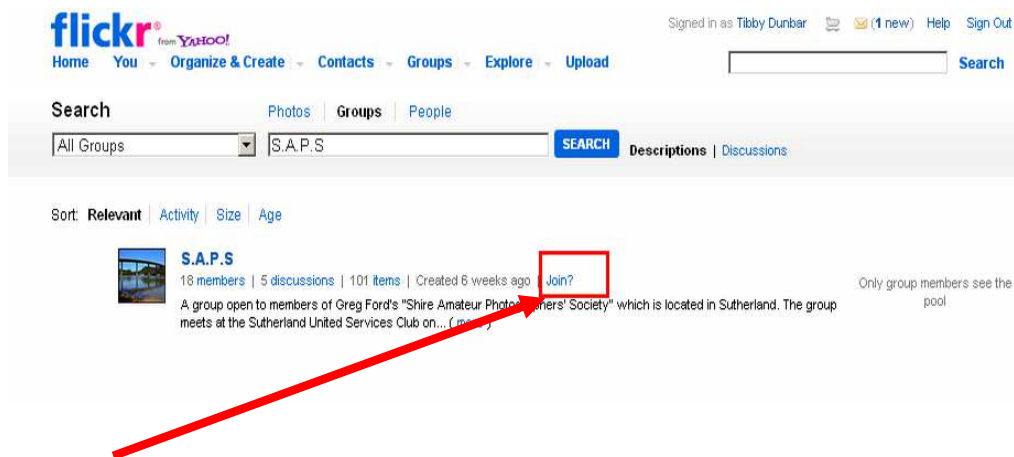 flickr® from YAHOO!
Signed in as Tibby Dunbar (1 new) Help Sign Out
Home You Organize & Create Contacts Groups Explore Upload
Search
Search Photos | Groups | People
All Groups S.A.P.S SEARCH Descriptions | Discussions
Sort: Relevant | Activity | Size | Age
S.A.P.S
18 members | 5 discussions | 101 items | Created 6 weeks ago | Join?
A group open to members of Greg Ford's "Shire Amateur Society" which is located in Sutherland. The group
meets at the Sutherland United Services Club on... ( )
Only group members see the
pool